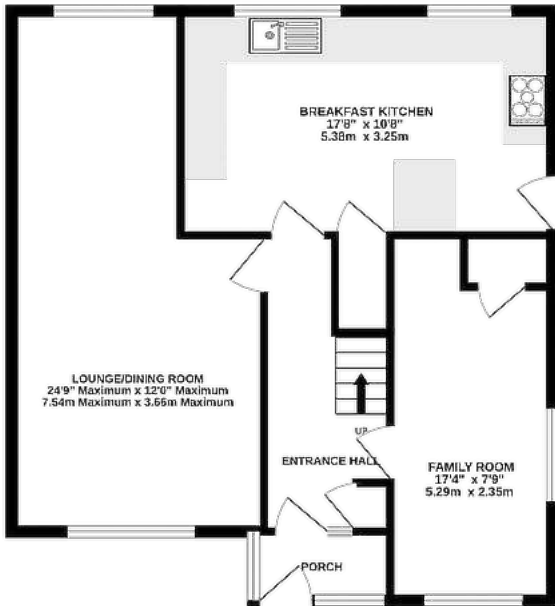 BREAKFAST KITCHEN
17'8" x 10'8"
5.38m x 3.25m
LOUNGE/DINING ROOM
24'9" Maximum x 12'0" Maximum
7.54m Maximum x 3.66m Maximum
UP
ENTRANCE HALL
FAMILY ROOM
17'4" x 7'9"
5.29m x 2.35m
PORCH